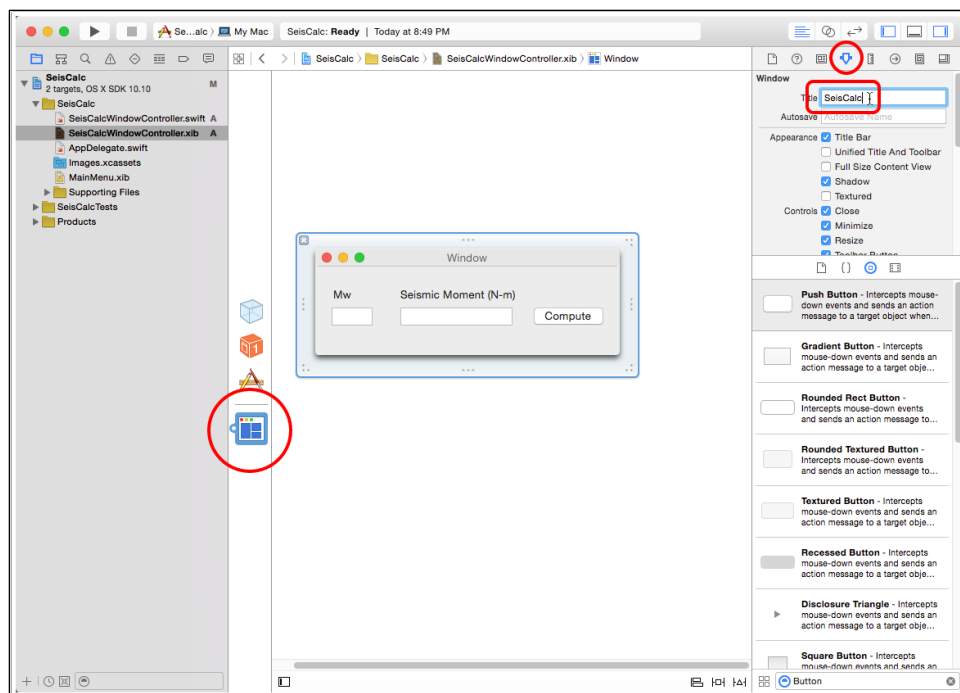 Se...alc
My Mac
SeisCalc: Ready | Today at 8:49 PM
SeisCalc
SeisCalc
SeisCalcWindowController.xib
Window
SeisCalc
M
2 targets, OS X SDK 10.10
SeisCalc
SeisCalcWindowController.swift A
SeisCalcWindowController.xib A
AppDelegate.swift
Images.xcassets
MainMenu.xib
Supporting Files
SeisCalcTests
Products
Window
Mw
Seismic Moment (N-m)
Compute
Window
Title SeisCalc
Autosave Autosave Name
Appearance Title Bar
Unified Title And Toolbar
Full Size Content View
Shadow
Textured
Controls Close
Minimize
Resize
Toolbar Button
Push Button - Intercepts mouse-
down events and sends an action
message to a target object when...
Gradient Button - Intercepts
mouse-down events and sends an
action message to a target obje...
Rounded Rect Button -
Intercepts mouse-down events
and sends an action message to...
Rounded Textured Button -
Intercepts mouse-down events
and sends an action message to...
Textured Button - Intercepts
mouse-down events and sends an
action message to a target obje...
Recessed Button - Intercepts
mouse-down events and sends an
action message to a target obje...
Disclosure Triangle - Intercepts
mouse-down events and sends an
action message to a target obje...
Square Button - Intercepts
mouse-down events and sends an
Button